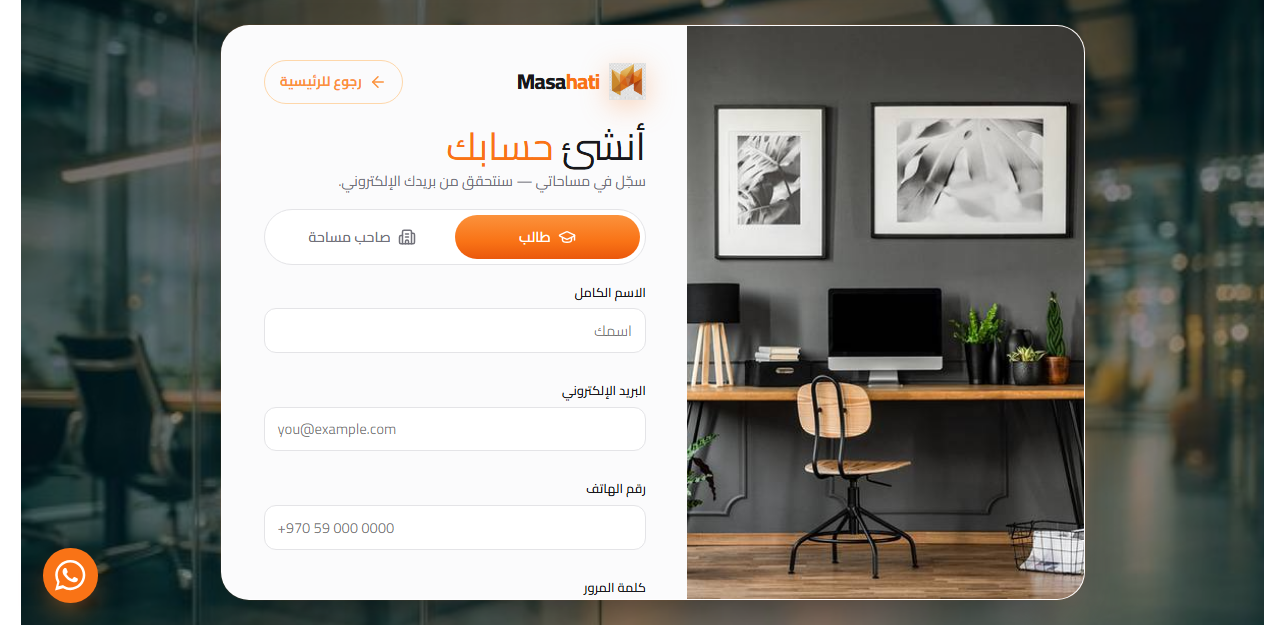 Masahati
رجوع للرئيسية
أنشئ حسابك
سجّل في مساحاتي — سنتحقق من بريدك الإلكتروني.
طالب
صاحب مساحة
الاسم الكامل
اسمك
البريد الإلكتروني
you@example.com
رقم الهاتف
+970 59 000 0000
كلمة المرور